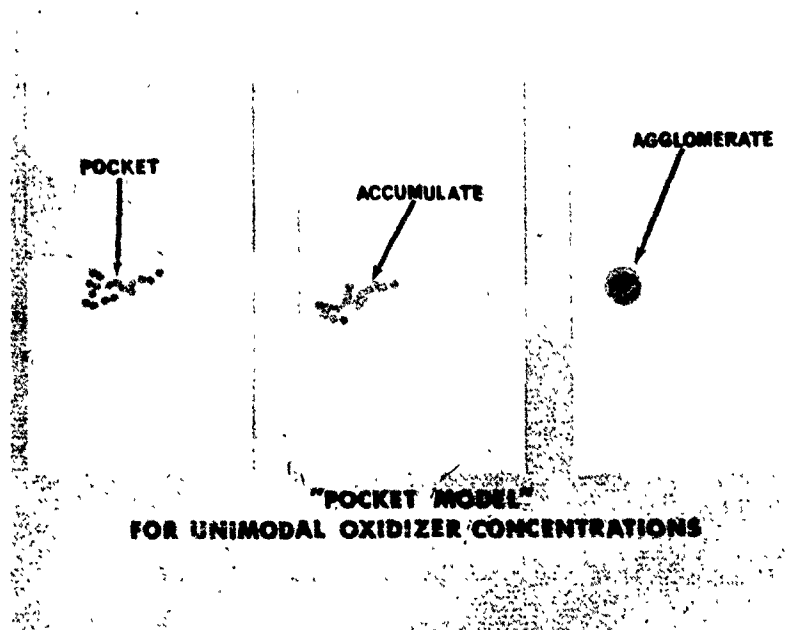 POCKET
ACCUMULATE
AGGLOMERATE
"POCKET MODEL"
FOR UNIMODAL OXIDIZER CONCENTRATIONS